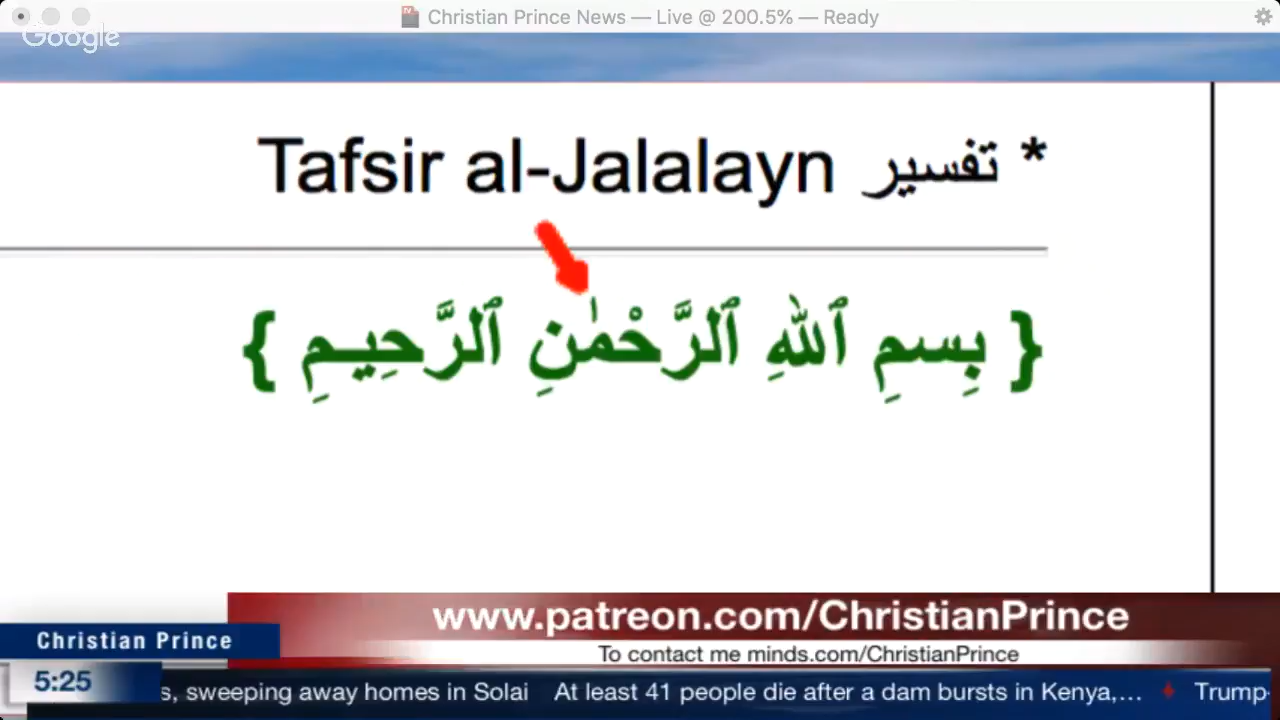 Christian Prince News — Live @ 200.5% — Ready
Google
* تفسير Tafsir al-Jalalayn
{ بِسمِ ٱللهِ ٱلرَّحْمٰنِ ٱلرَّحِيـمِ }
www.patreon.com/ChristianPrince
Christian Prince
To contact me minds.com/ChristianPrince
5:25
s, sweeping away homes in Solai At least 41 people die after a dam bursts in Kenya,... Trump-